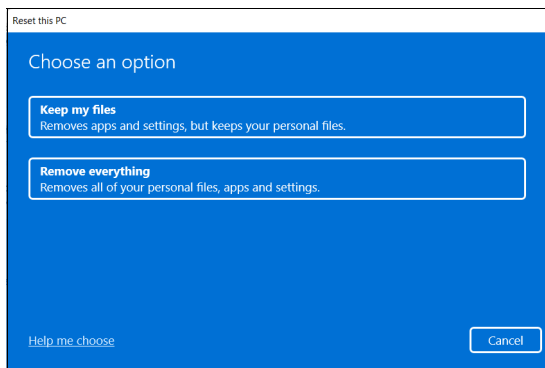 Reset this PC
Choose an option
Keep my files
Removes apps and settings, but keeps your personal files.
Remove everything
Removes all of your personal files, apps and settings.
Help me choose
Cancel